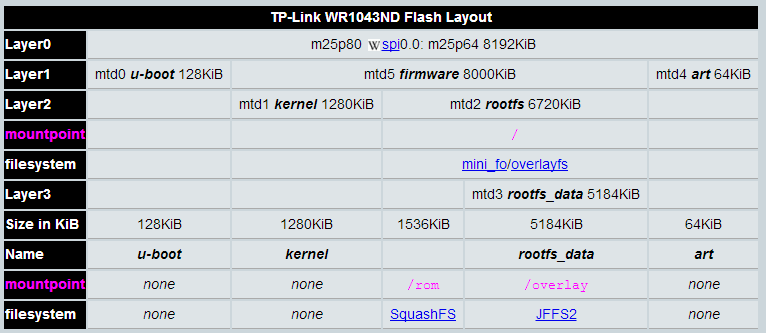 TP-Link WR1043ND Flash Layout
Layer0 m25p80 W spi0.0: m25p64 8192KiB
Layer1 mtd0 u-boot 128KiB mtd5 firmware 8000KiB mtd4 art 64KiB
Layer2 mtd1 kernel 1280KiB mtd2 rootfs 6720KiB
mountpoint /
filesystem mini_fo/overlayfs
Layer3 mtd3 rootfs_data 5184KiB
Size in KiB 128KiB 1280KiB 1536KiB 5184KiB 64KiB
Name u-boot kernel rootfs_data art
mountpoint none none /rom /overlay none
filesystem none none SquashFS JFFS2 none